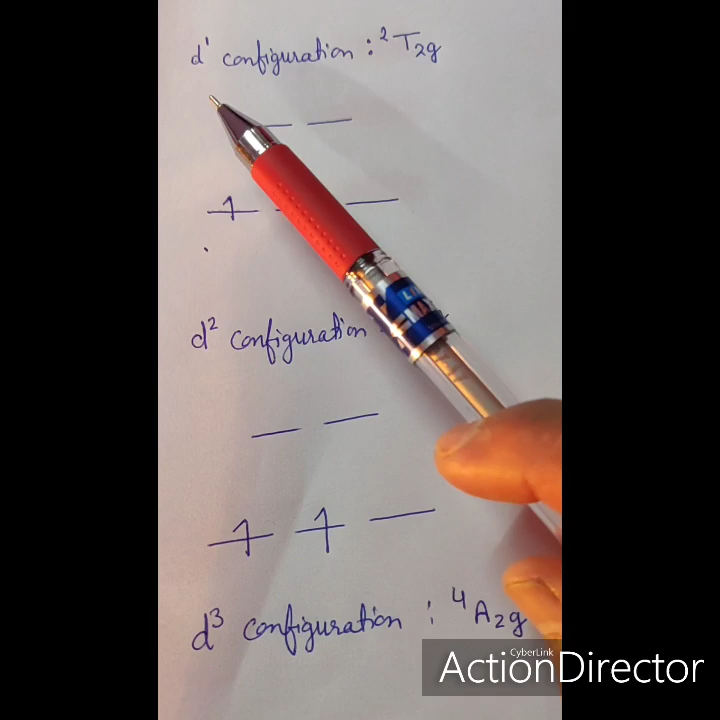 d¹ configuration : ²T₂g
d² configuration
d³ configuration : ⁴A₂g
CyberLink
ActionDirector